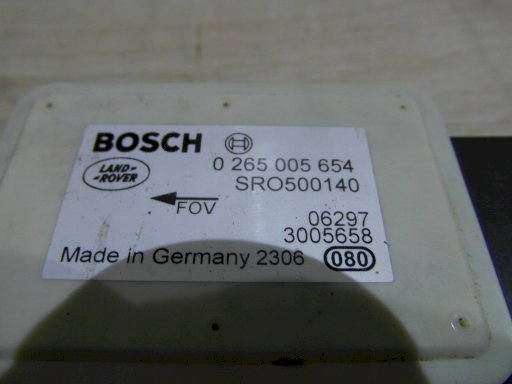 BOSCH
LAND-
-ROVER
0 265 005 654
SRO500140
FOV
06297
3005658
Made in Germany 2306 080